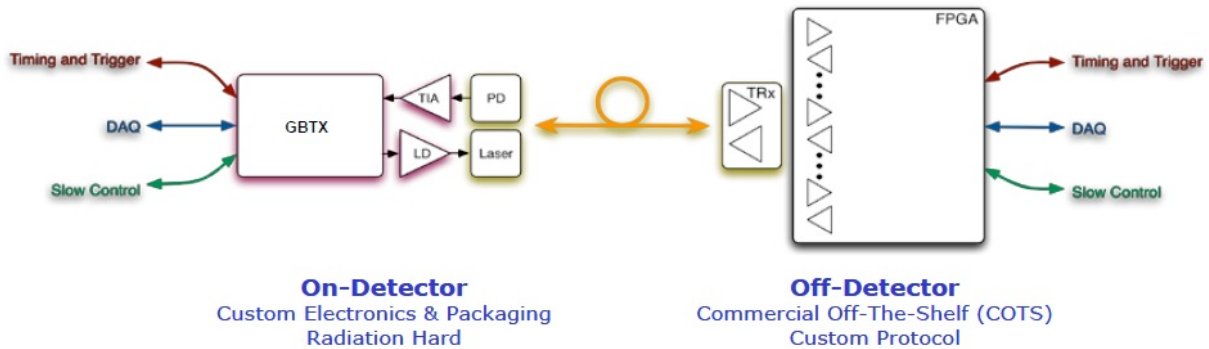 Timing and Trigger
DAQ
Slow Control
GBTX
TIA
PD
LD
Laser
TRx
FPGA
Timing and Trigger
DAQ
Slow Control
On-Detector
Custom Electronics & Packaging
Radiation Hard
Off-Detector
Commercial Off-The-Shelf (COTS)
Custom Protocol